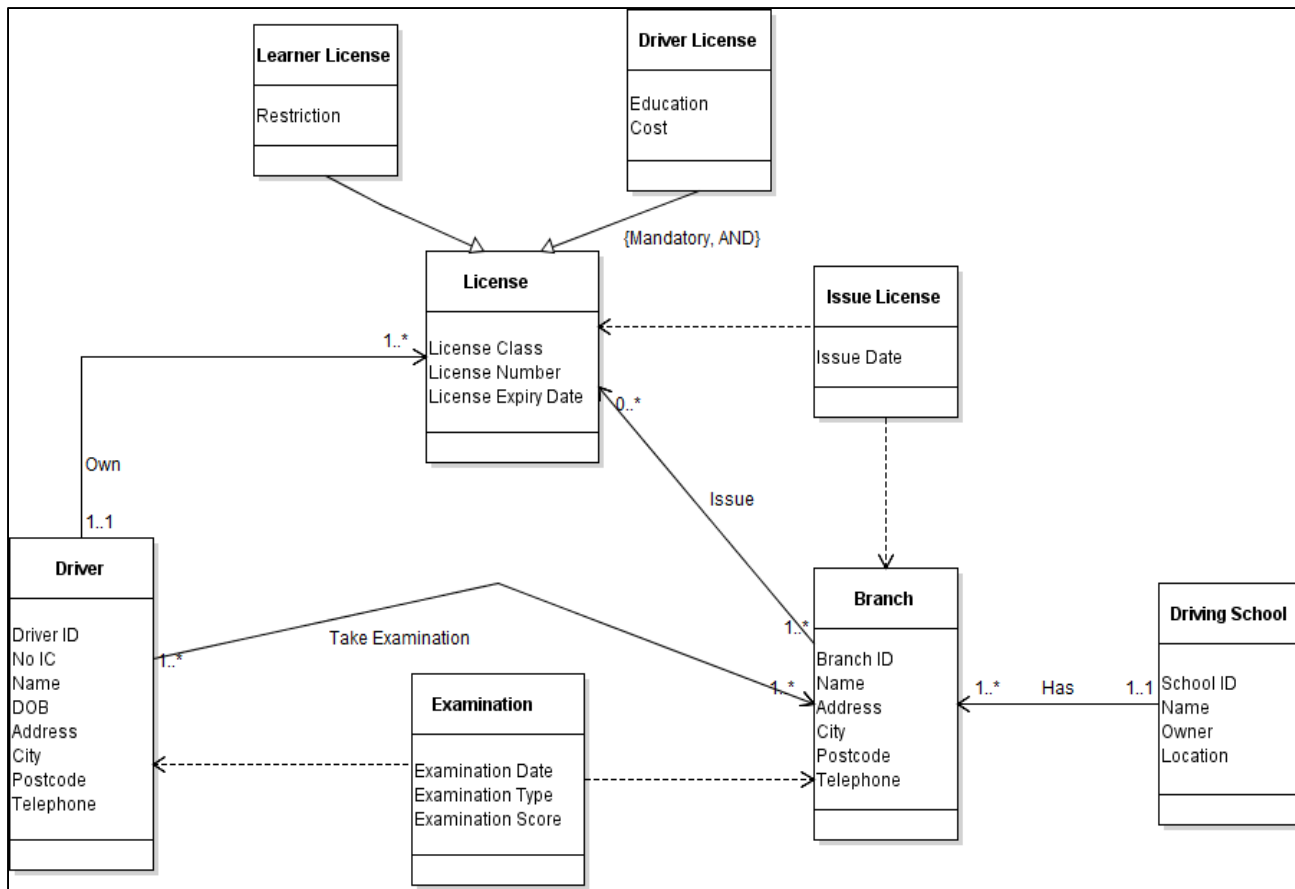 Learner License
Restriction
Driver License
Education
Cost
{Mandatory, AND}
License
License Class
License Number
License Expiry Date
Issue License
Issue Date
1..*
0..*
Own
Issue
1..1
Driver
Driver ID
No IC
Name
DOB
Address
City
Postcode
Telephone
Take Examination
1..*
1..*
Examination
Examination Date
Examination Type
Examination Score
1..*
Branch
Branch ID
Name
Address
City
Postcode
Telephone
1..*
Has
1..1
Driving School
School ID
Name
Owner
Location